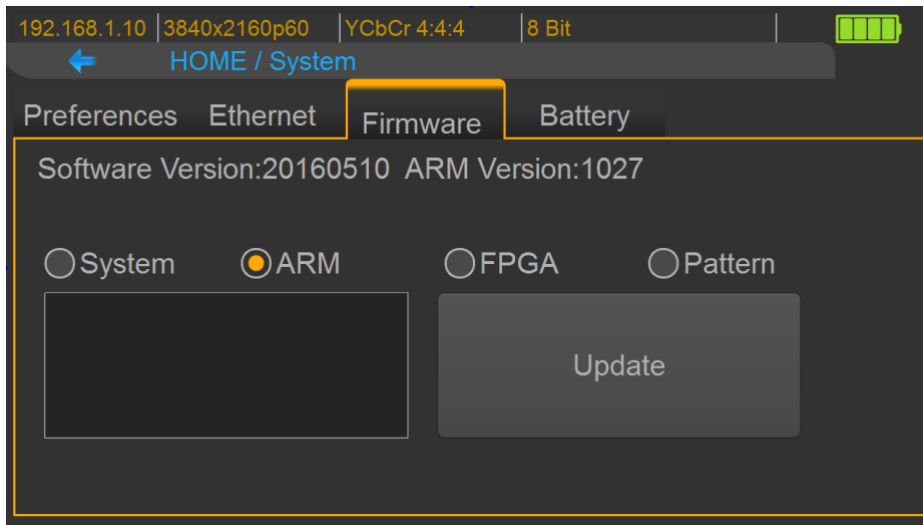 192.168.1.10 3840x2160p60 YCbCr 4:4:4 8 Bit
HOME / System
Preferences Ethernet Firmware Battery
Software Version:20160510 ARM Version:1027
System ARM FPGA Pattern
Update